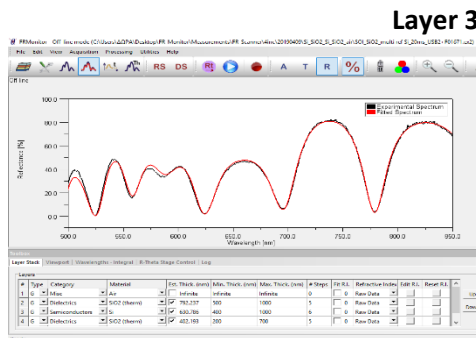 Layer 3
File Edit View Acquisition Processing Utilities Help
RS DS Rt A T R %
Off line
Experimental Spectrum
Fitted Spectrum
100.0
80.0
60.0
40.0
20.0
0.0
Reflectance [%]
500.0 550.0 600.0 650.0 700.0 750.0 800.0 850.0 950.0
Wavelength [nm]
Layer Stack Viewport Wavelengths - Integral R-Theta Stage Control Log
Layers
# Type Category Material Est. Thick. (nm) Min. Thick. (nm) Max. Thick. (nm) # Steps Fit R.I. Refractive Index Edit R.I. Reset R.I.
1 G Misc Air Infinite Infinite Infinite 0 0 Raw Data
2 G Dielectrics SiO2 (therm) 792.237 500 1000 5 0 Raw Data
3 G Semiconductors Si 630.786 400 1000 6 0 Raw Data
4 G Dielectrics SiO2 (therm) 402.193 200 700 5 0 Raw Data